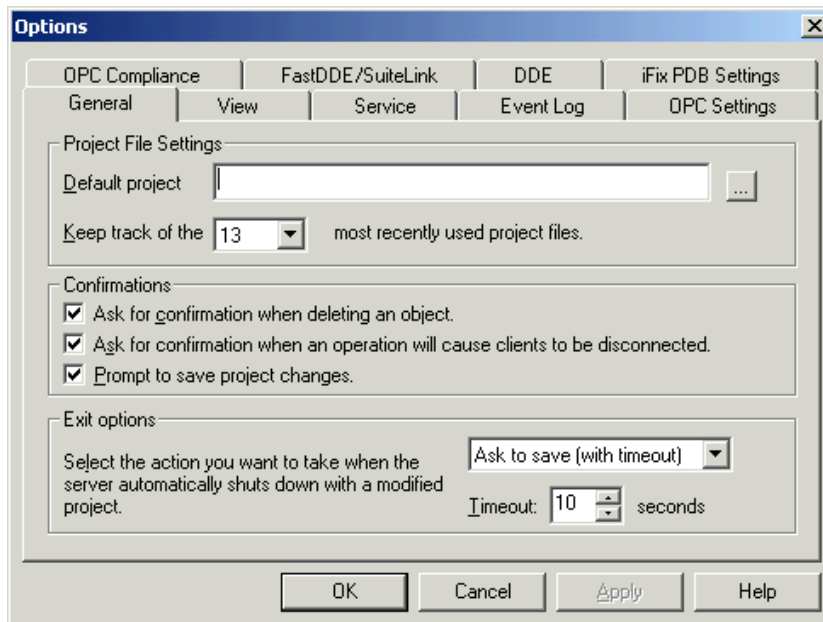 Options
OPC Compliance FastDDE/SuiteLink DDE iFix PDB Settings
General View Service Event Log OPC Settings
Project File Settings
Default project ...
Keep track of the 13 most recently used project files.
Confirmations
Ask for confirmation when deleting an object.
Ask for confirmation when an operation will cause clients to be disconnected.
Prompt to save project changes.
Exit options
Select the action you want to take when the
server automatically shuts down with a modified
project.
Ask to save (with timeout)
Timeout: 10 seconds
OK Cancel Apply Help